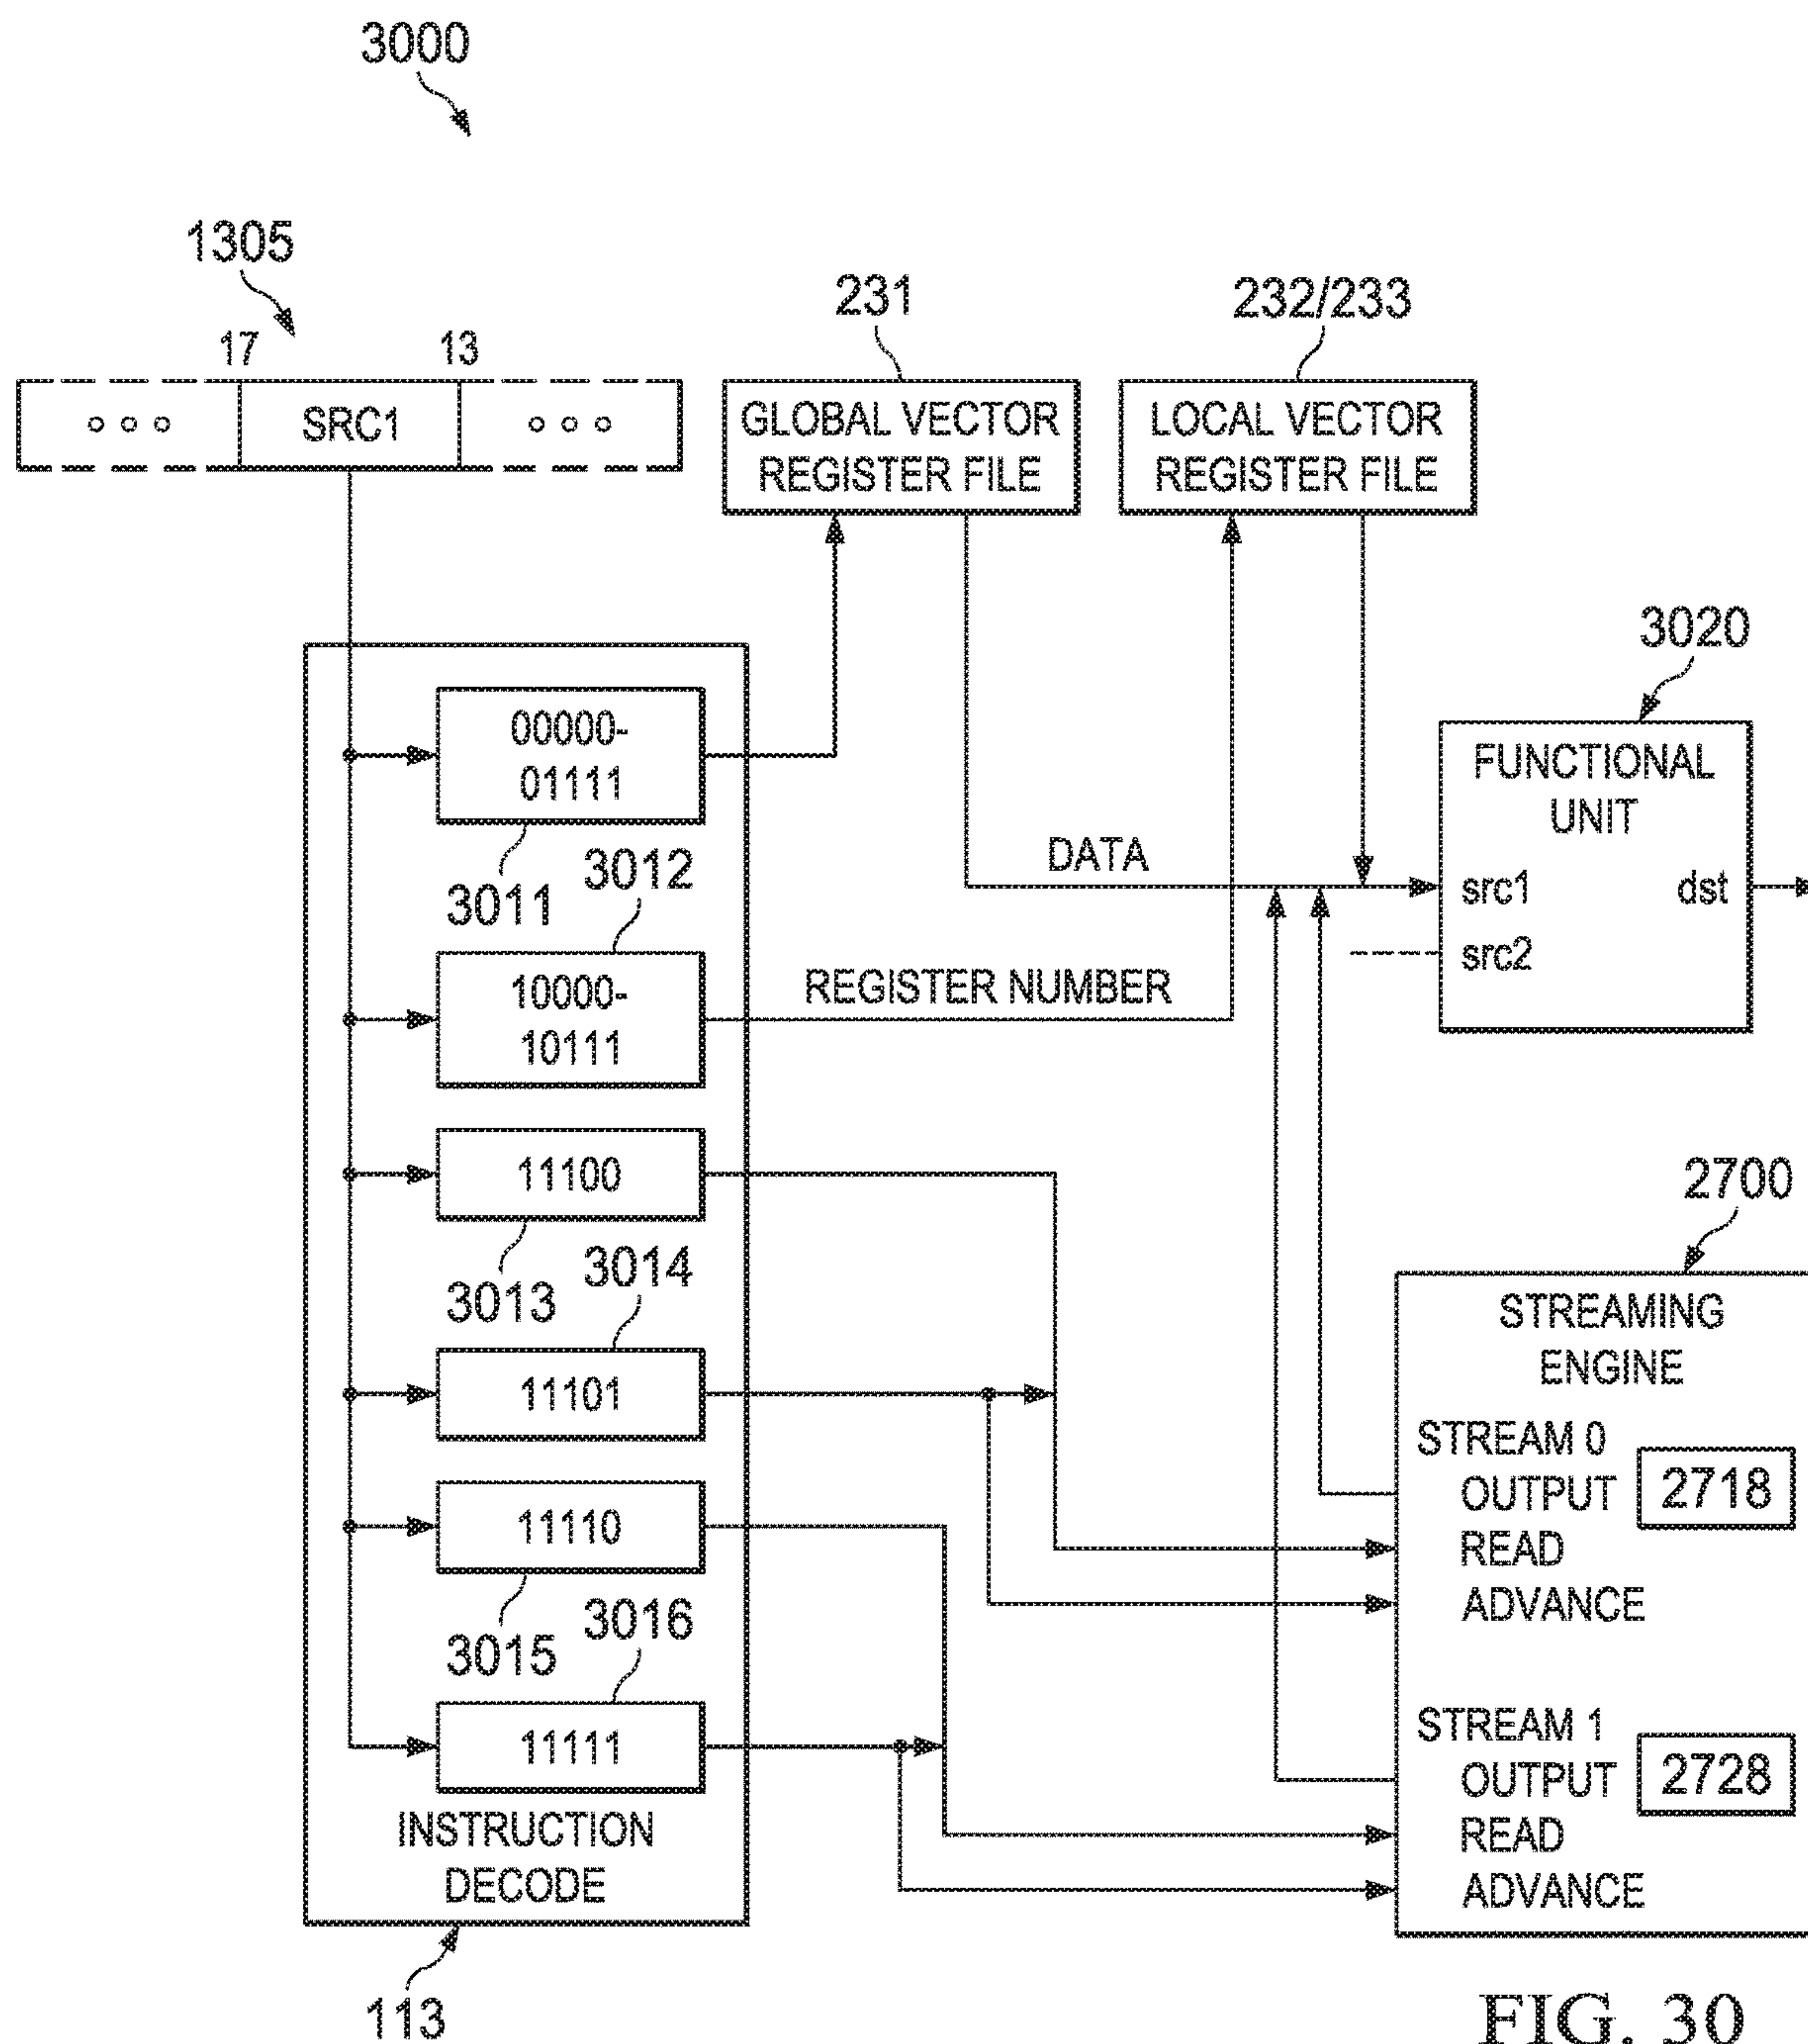 3000
1305
231
232/233
17
13
○ ○ ○
SRC1
○ ○ ○
GLOBAL VECTOR
REGISTER FILE
LOCAL VECTOR
REGISTER FILE
3020
00000-
01111
FUNCTIONAL
UNIT
3011
3012
DATA
src1
dst
src2
10000-
10111
REGISTER NUMBER
11100
2700
3013
3014
STREAMING
ENGINE
11101
STREAM 0
OUTPUT
2718
READ
ADVANCE
11110
3015
3016
STREAM 1
OUTPUT
2728
READ
ADVANCE
11111
INSTRUCTION
DECODE
113
FIG. 30